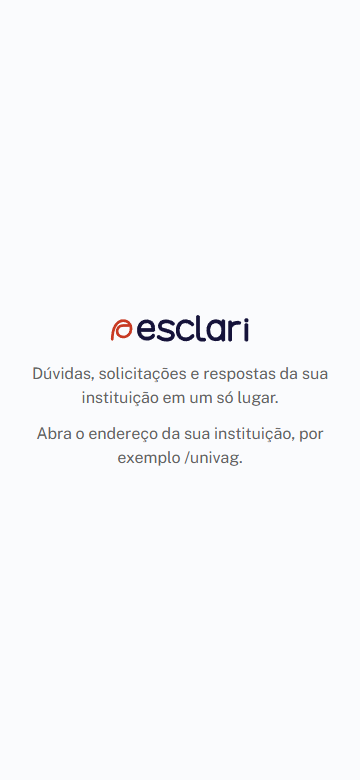 esclari
Dúvidas, solicitações e respostas da sua
instituição em um só lugar.
Abra o endereço da sua instituição, por
exemplo /univag.